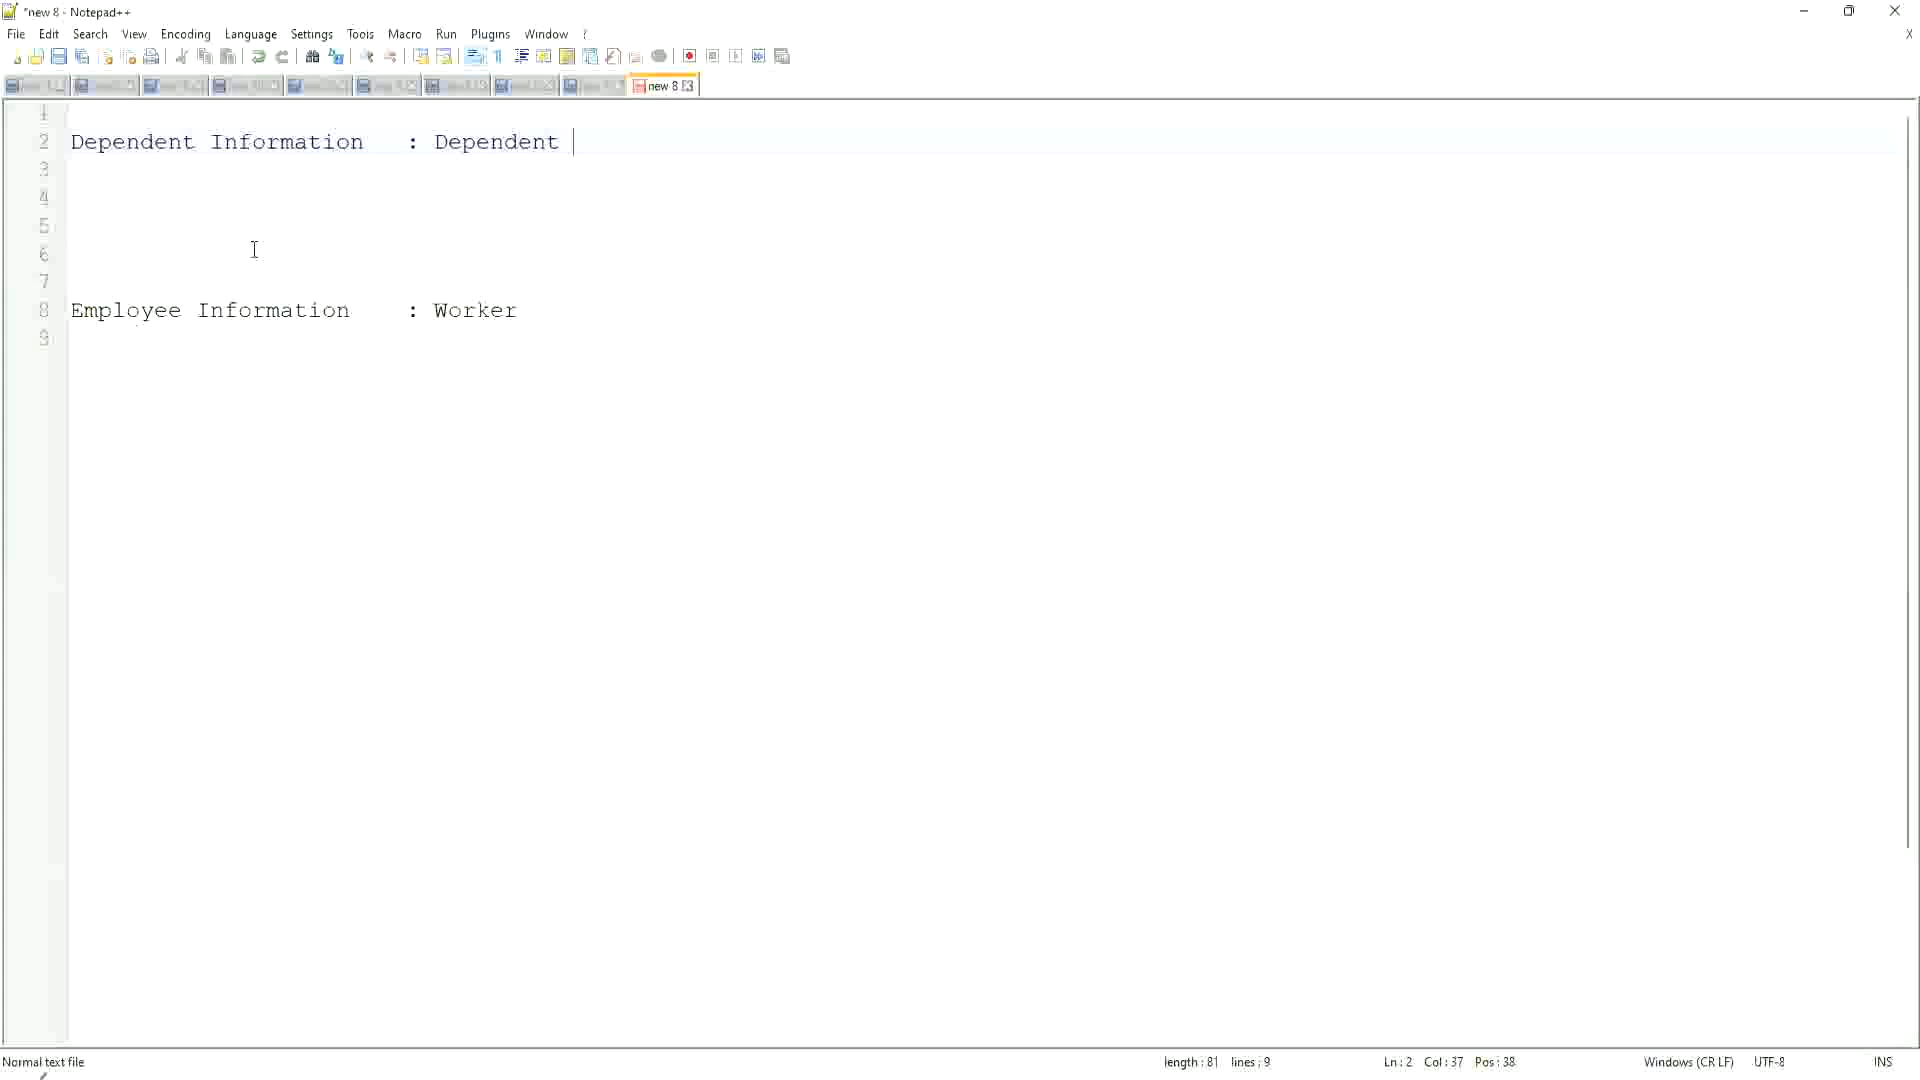 *new 8 - Notepad++
File Edit Search View Encoding Language Settings Tools Macro Run Plugins Window ?
X
new 8
1
2 Dependent Information : Dependent
3
4
5
6
7
8 Employee Information : Worker
9
Normal text file length : 81 lines : 9 Ln : 2 Col : 37 Pos : 38 Windows (CR LF) UTF-8 INS